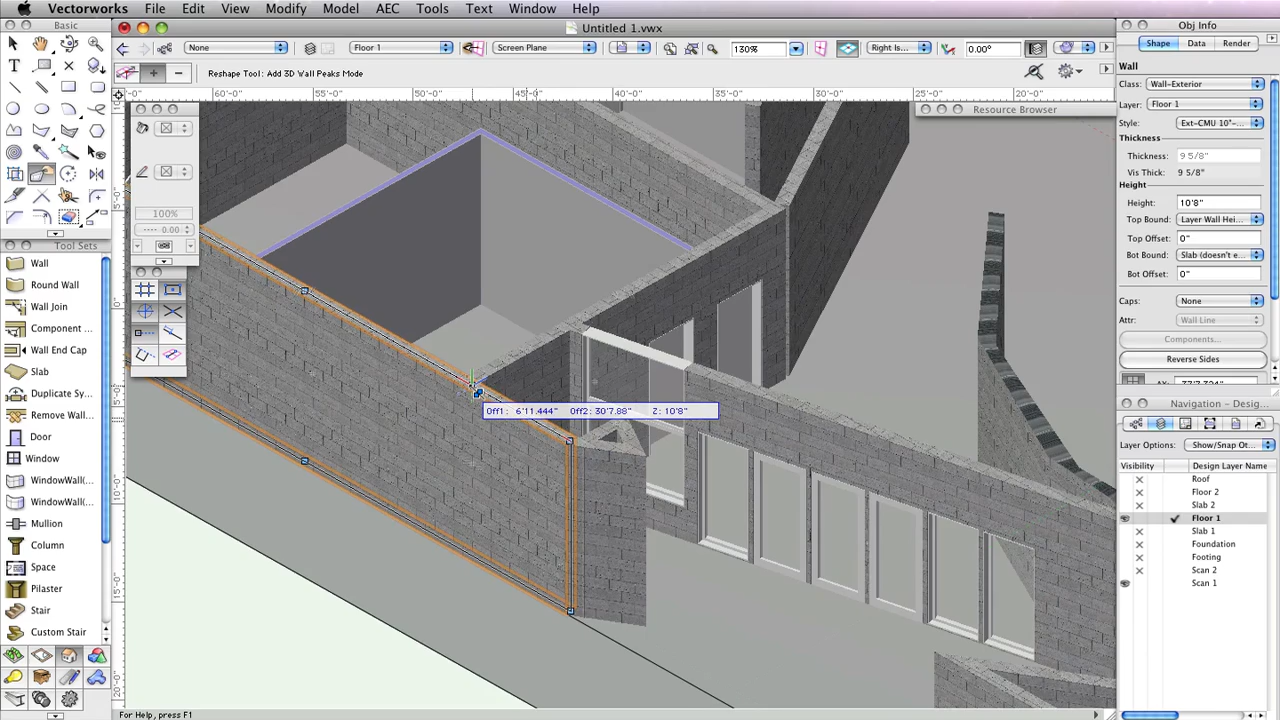 Vectorworks File Edit View Modify Model AEC Tools Text Window Help
Basic
Untitled 1.vwx
Obj Info
None
Floor 1
Screen Plane
130%
Right Is...
0.00°
Shape Data Render
Reshape Tool: Add 3D Wall Peaks Mode
Wall
Class: Wall-Exterior
Layer: Floor 1
Style: Ext-CMU 10"-...
Thickness
Thickness: 9 5/8"
Vis Thick: 9 5/8"
Height
Height: 10'8"
Top Bound: Layer Wall Hei...
Top Offset: 0"
Bot Bound: Slab (doesn't e...
Bot Offset: 0"
Caps: None
Attr: Wall Line
Components...
Reverse Sides
60'-0" 55'-0" 50'-0" 45'-0" 40'-0" 35'-0" 30'-0" 25'-0" 20'-0"
Resource Browser
100%
0.00
Tool Sets
Wall
Round Wall
Wall Join
Component ...
Wall End Cap
Slab
Duplicate Sy...
Remove Wal...
Door
Window
WindowWall(...
WindowWall(...
Mullion
Column
Space
Pilaster
Stair
Custom Stair
Off1: 6'11.444" Off2: 30'7.88" Z: 10'8"
Navigation - Desig...
Layer Options: Show/Snap Ot...
Visibility Design Layer Name
Roof
Floor 2
Slab 2
Floor 1
Slab 1
Foundation
Footing
Scan 2
Scan 1
For Help, press F1